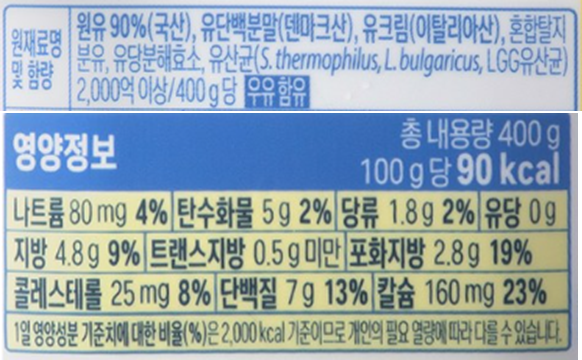 원재료명 및 함량
원유 90%(국산), 유단백분말(덴마크산), 유크림(이탈리아산), 혼합탈지
분유, 유당분해효소, 유산균(S. thermophilus, L. bulgaricus, LGG유산균)
2,000억 이상/400 g당 우유 함유
영양정보
총 내용량 400 g
100 g 당 90 kcal
나트륨 80 mg 4% 탄수화물 5 g 2% 당류 1.8 g 2% 유당 0 g
지방 4.8 g 9% 트랜스지방 0.5 g 미만 포화지방 2.8 g 19%
콜레스테롤 25 mg 8% 단백질 7 g 13% 칼슘 160 mg 23%
1일 영양성분 기준치에 대한 비율(%)은 2,000 kcal 기준이므로 개인의 필요 열량에 따라 다를 수 있습니다.